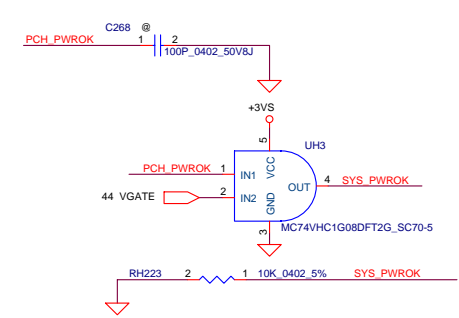 C268 @
PCH_PWROK 1 2
100P_0402_50V8J
+3VS
5
UH3
PCH_PWROK 1 IN1 VCC
OUT 4 SYS_PWROK
44 VGATE 2 IN2 GND
3
MC74VHC1G08DFT2G_SC70-5
RH223 2 1 10K_0402_5% SYS_PWROK